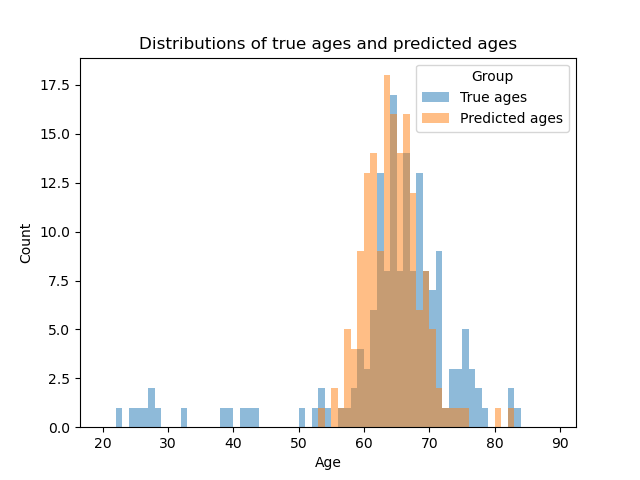 Distributions of true ages and predicted ages
Group
True ages
Predicted ages
17.5
15.0
12.5
10.0
7.5
5.0
2.5
0.0
Count
20 30 40 50 60 70 80 90
Age